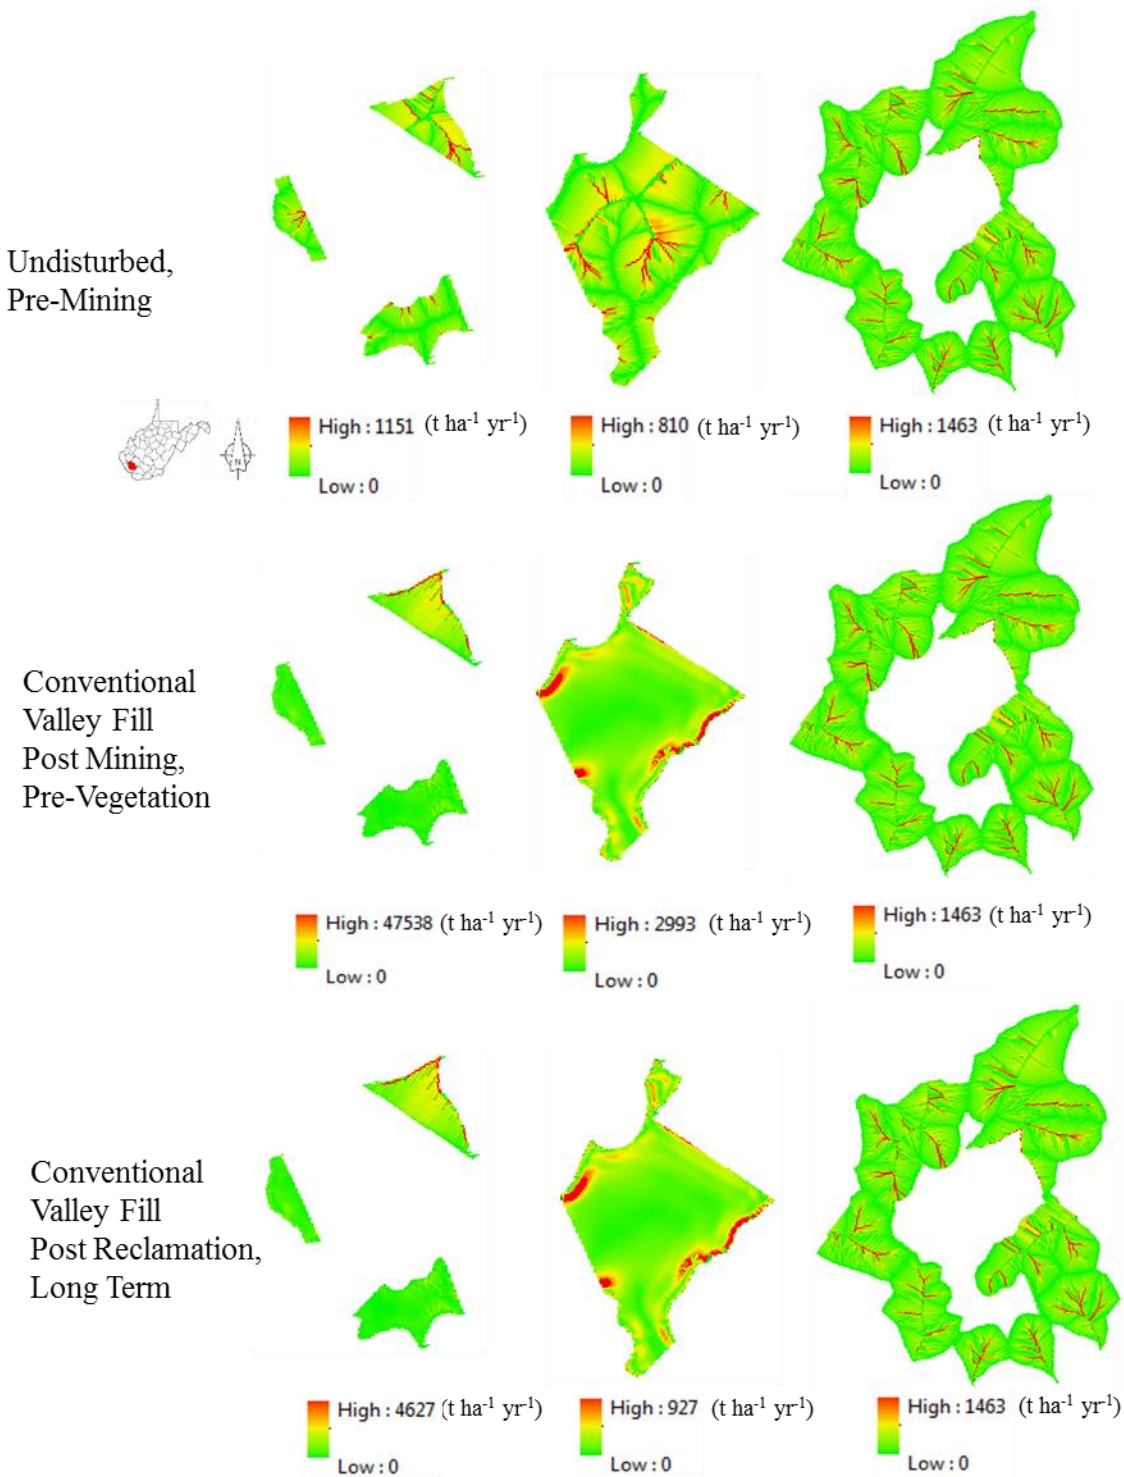 Undisturbed,
Pre-Mining
N
High : 1151 (t ha⁻¹ yr⁻¹)
Low : 0
High : 810 (t ha⁻¹ yr⁻¹)
Low : 0
High : 1463 (t ha⁻¹ yr⁻¹)
Low : 0
Conventional
Valley Fill
Post Mining,
Pre-Vegetation
High : 47538 (t ha⁻¹ yr⁻¹)
Low : 0
High : 2993 (t ha⁻¹ yr⁻¹)
Low : 0
High : 1463 (t ha⁻¹ yr⁻¹)
Low : 0
Conventional
Valley Fill
Post Reclamation,
Long Term
High : 4627 (t ha⁻¹ yr⁻¹)
Low : 0
High : 927 (t ha⁻¹ yr⁻¹)
Low : 0
High : 1463 (t ha⁻¹ yr⁻¹)
Low : 0